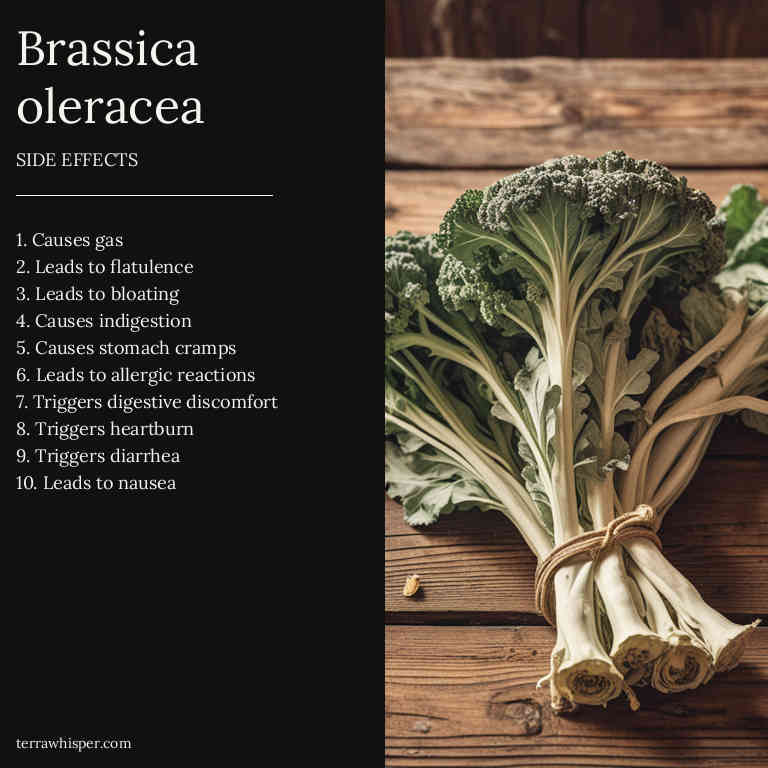 Brassica
oleracea
SIDE EFFECTS
1. Causes gas
2. Leads to flatulence
3. Leads to bloating
4. Causes indigestion
5. Causes stomach cramps
6. Leads to allergic reactions
7. Triggers digestive discomfort
8. Triggers heartburn
9. Triggers diarrhea
10. Leads to nausea
terrawhisper.com